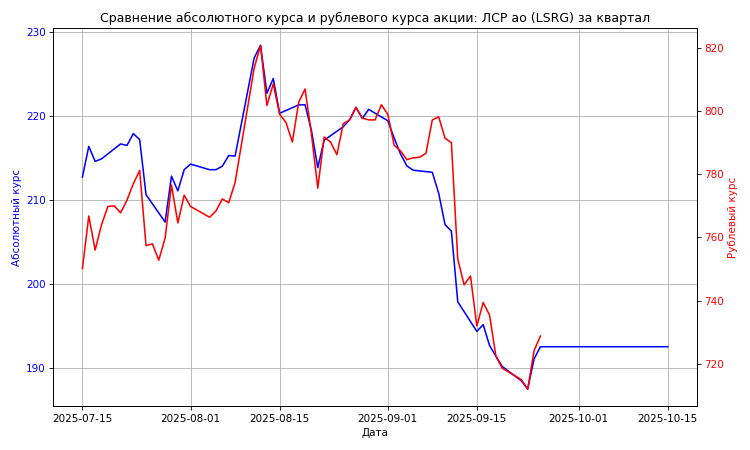 Сравнение абсолютного курса и рублевого курса акции: ЛСР ао (LSRG) за квартал
230
220
210
200
190
Абсолютный курс
820
800
780
760
740
720
Рублевый курс
2025-07-15 2025-08-01 2025-08-15 2025-09-01 2025-09-15 2025-10-01 2025-10-15
Дата